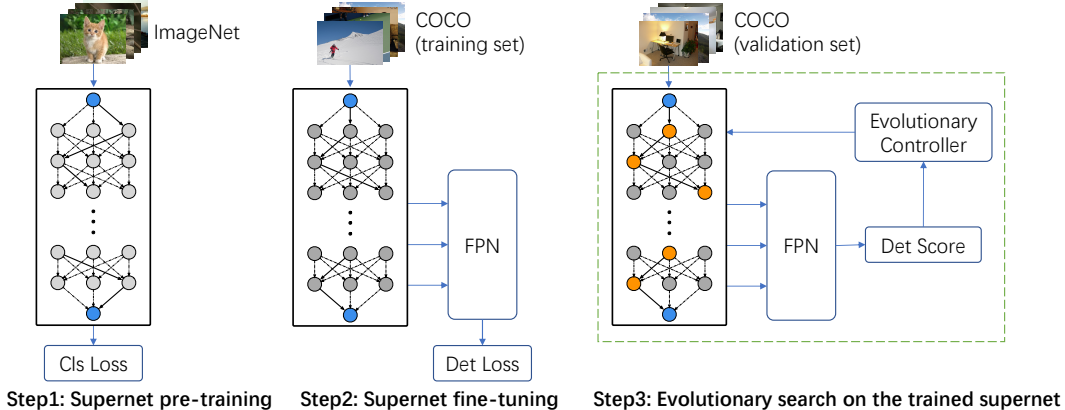 ImageNet
COCO
(training set)
COCO
(validation set)
Evolutionary
Controller
FPN
FPN
Det Score
Cls Loss
Det Loss
Step1: Supernet pre-training
Step2: Supernet fine-tuning
Step3: Evolutionary search on the trained supernet